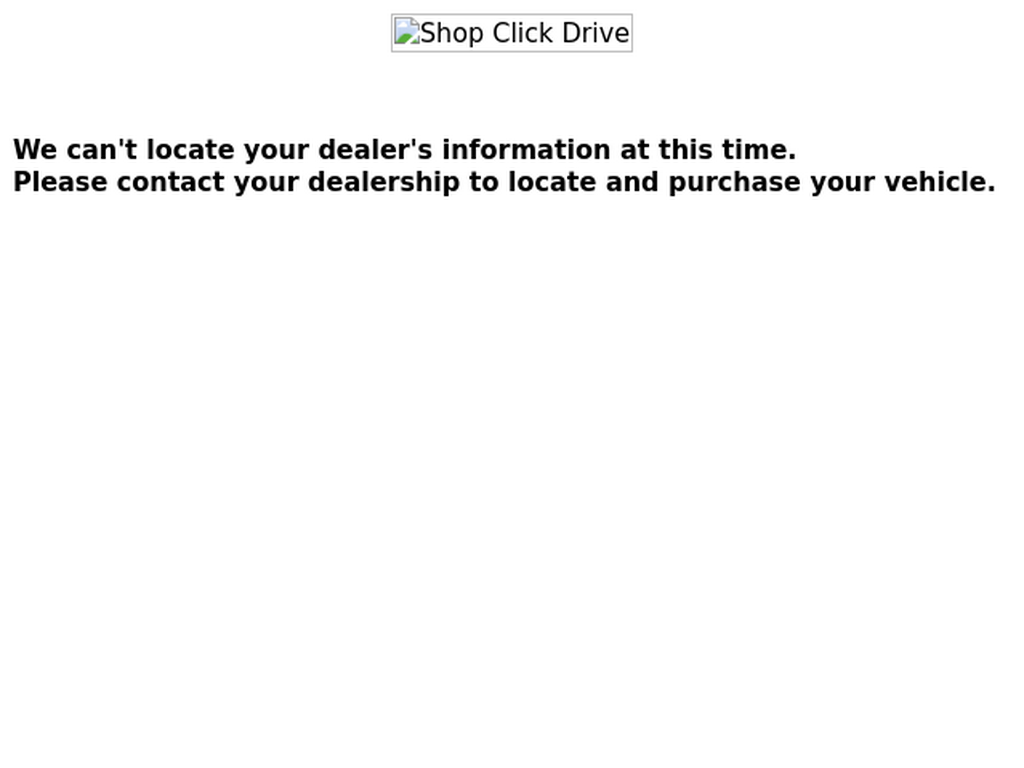 Shop Click Drive
We can't locate your dealer's information at this time.
Please contact your dealership to locate and purchase your vehicle.